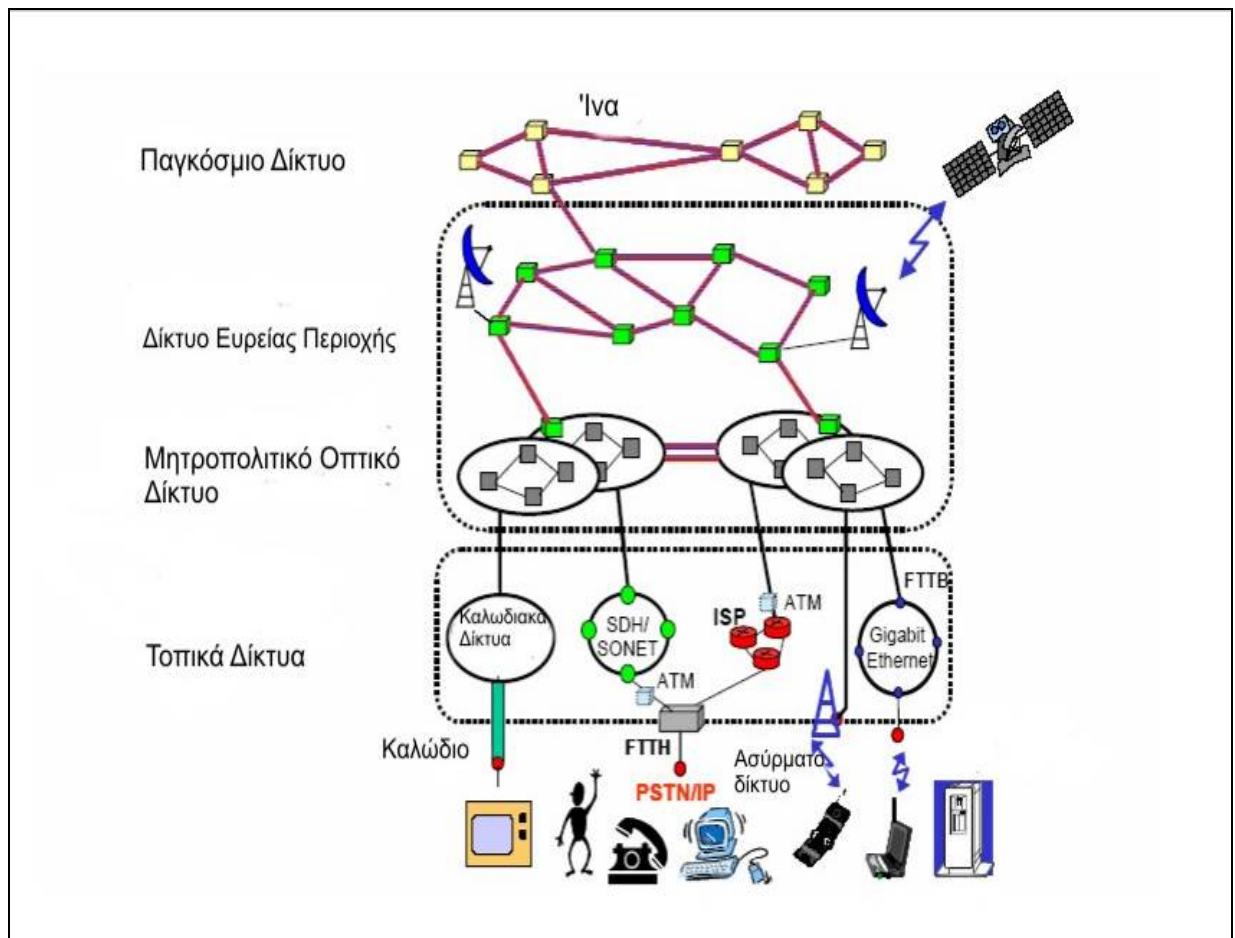 'Ινα
Παγκόσμιο Δίκτυο
Δίκτυο Ευρείας Περιοχής
Μητροπολιτικό Οπτικό
Δίκτυο
FTTB
Καλωδιακά
Δίκτυα
SDH/
SONET
ISP
ATM
Gigabit
Ethernet
Τοπικά Δίκτυα
ATM
Καλώδιο
FTTH
Ασύρματο
δίκτυο
PSTN/IP